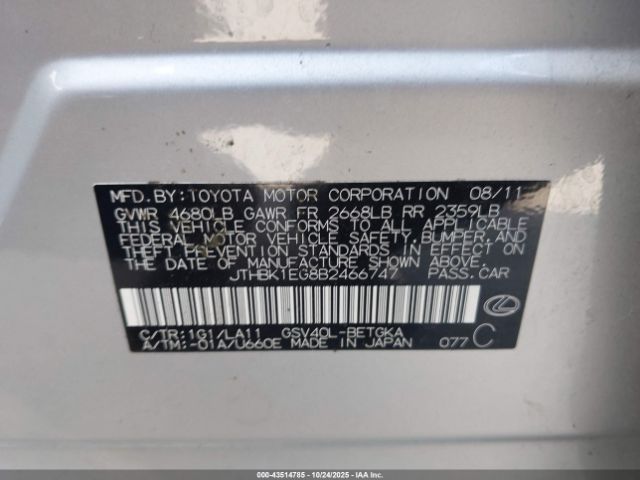 MFD.BY:TOYOTA MOTOR CORPORATION 08/11
GVWR 4680LB GAWR FR 2668LB RR 2359LB
THIS VEHICLE CONFORMS TO ALL APPLICABLE
FEDERAL MOTOR VEHICLE SAFETY, BUMPER, AND
THEFT PREVENTION STANDARDS IN EFFECT ON
THE DATE OF MANUFACTURE SHOWN ABOVE.
JTHBK1EG8B2466747 PASS.CAR
C/TR:1G1/LA11 GSV40L-BETGKA
A/TM:-01A/U660E MADE IN JAPAN 077 C
000-43514785 - 10/24/2025 - Copyright IAA, Inc.